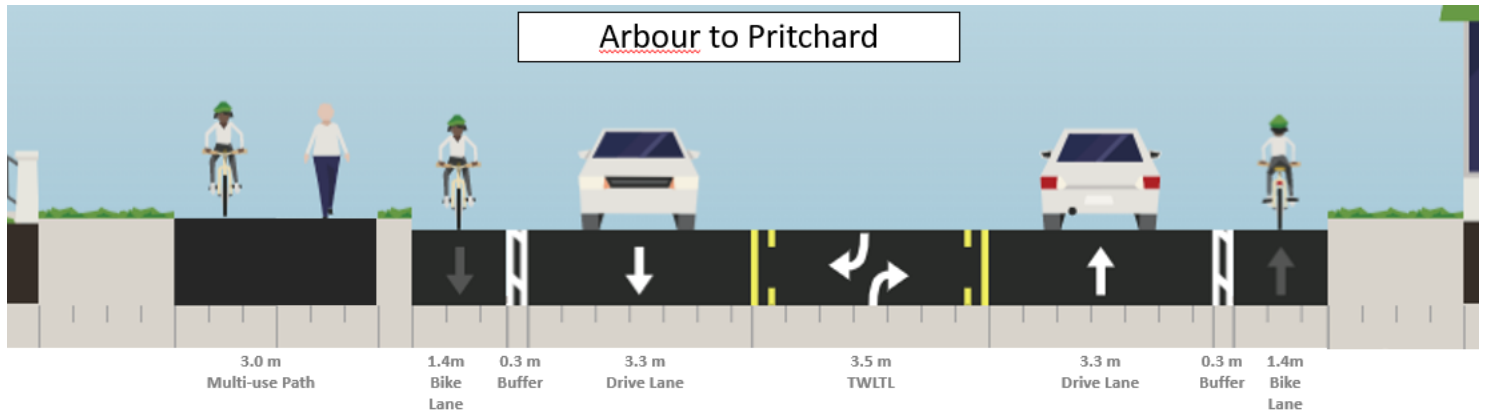 Arbour to Pritchard
3.0 m
Multi-use Path
1.4m
Bike
Lane
0.3 m
Buffer
3.3 m
Drive Lane
3.5 m
TWLTL
3.3 m
Drive Lane
0.3 m
Buffer
1.4m
Bike
Lane